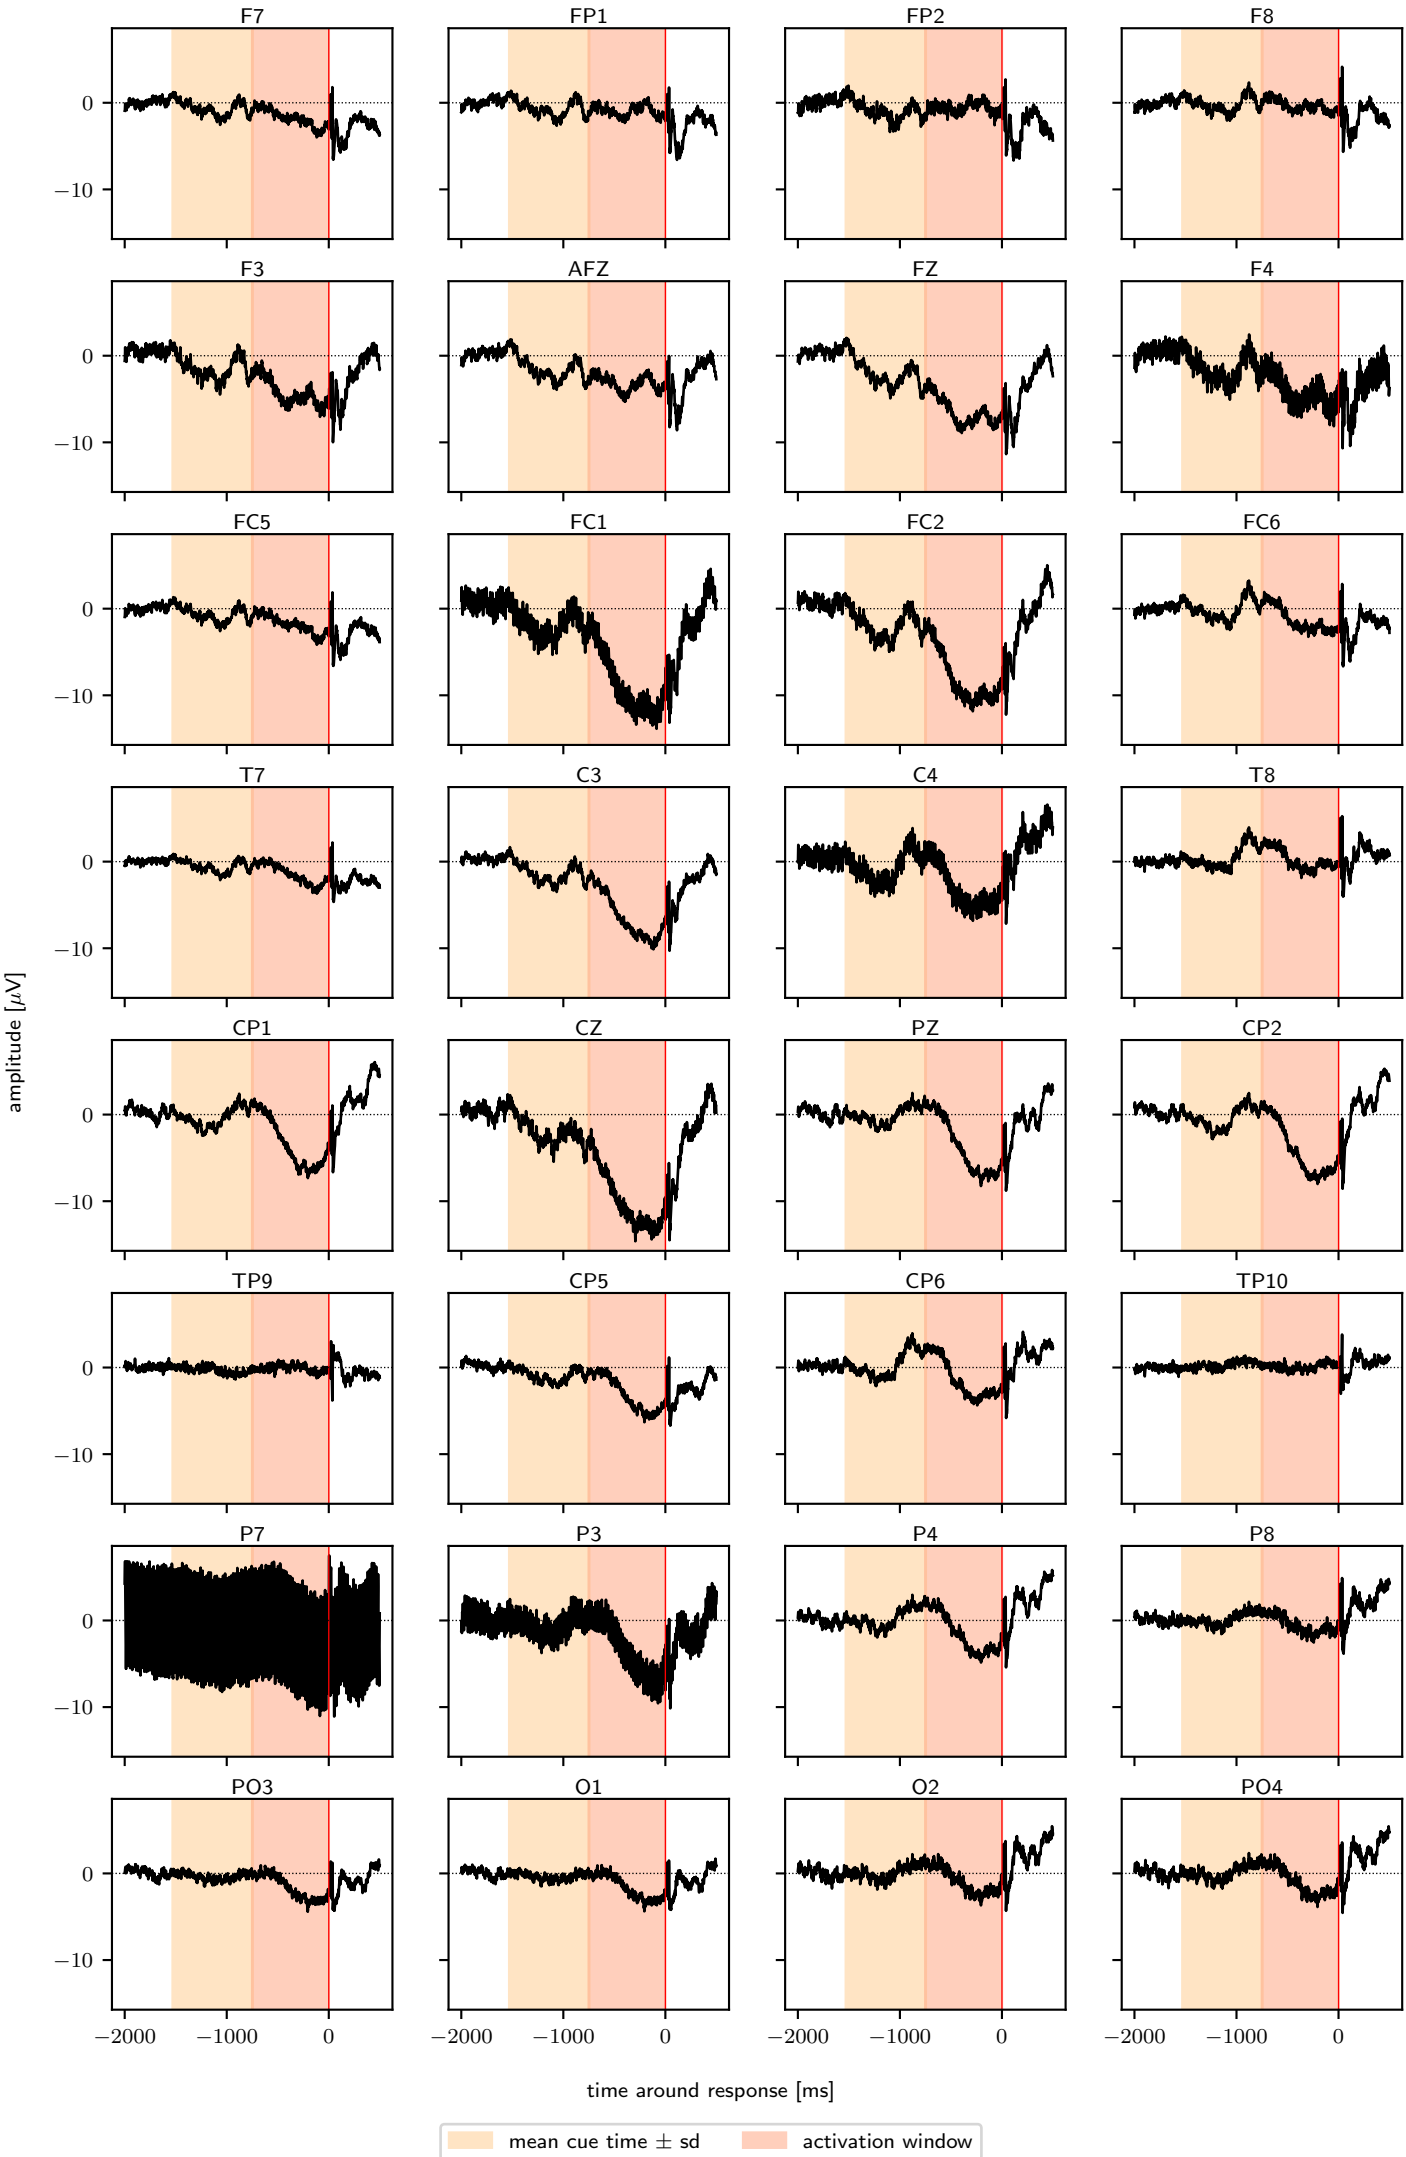 F7 FP1 FP2 F8
0
−10
F3 AFZ FZ F4
0
−10
FC5 FC1 FC2 FC6
0
−10
T7 C3 C4 T8
0
−10
amplitude [μV]
CP1 CZ PZ CP2
0
−10
TP9 CP5 CP6 TP10
0
−10
P7 P3 P4 P8
0
−10
PO3 O1 O2 PO4
0
−10
−2000 −1000 0 −2000 −1000 0 −2000 −1000 0 −2000 −1000 0
time around response [ms]
mean cue time ± sd activation window